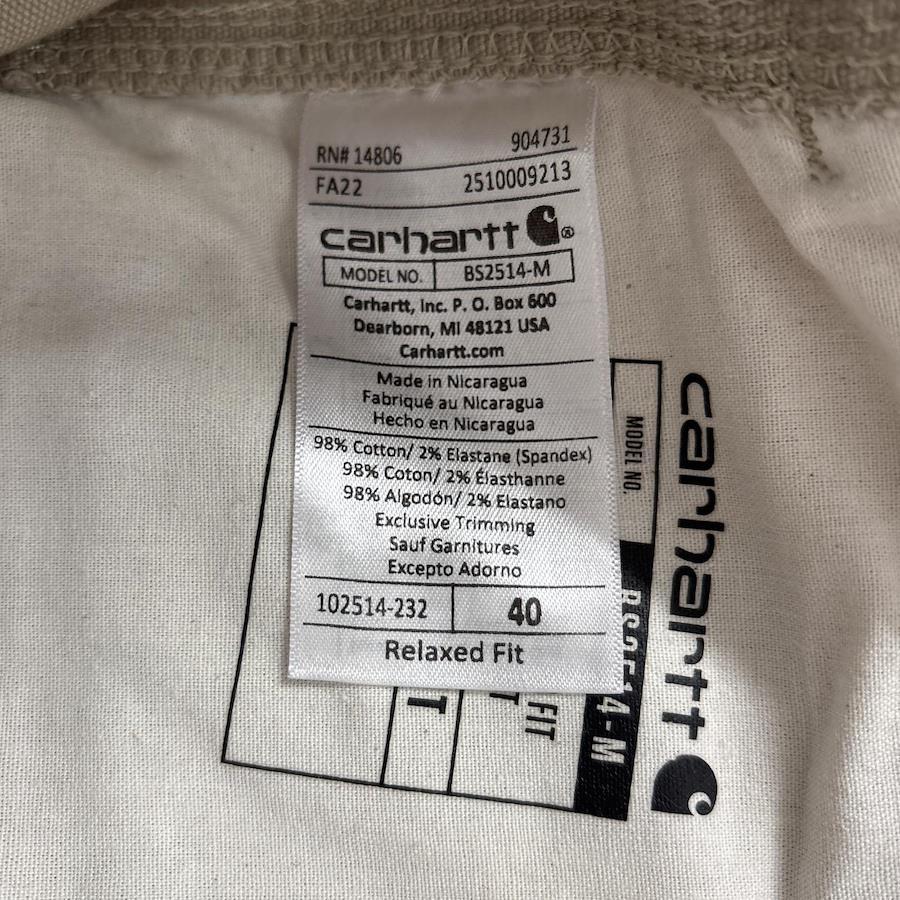 RN# 14806 904731
FA22 2510009213
carhartt ®
MODEL NO. BS2514-M
Carhartt, Inc. P. O. Box 600
Dearborn, MI 48121 USA
Carhartt.com
Made in Nicaragua
Fabriqué au Nicaragua
Hecho en Nicaragua
98% Cotton/ 2% Elastane (Spandex)
98% Coton/ 2% Élasthanne
98% Algodón/ 2% Elastano
Exclusive Trimming
Sauf Garnitures
Excepto Adorno
102514-232 40
Relaxed Fit
carhartt
MODEL NO. BS2514-M
FIT